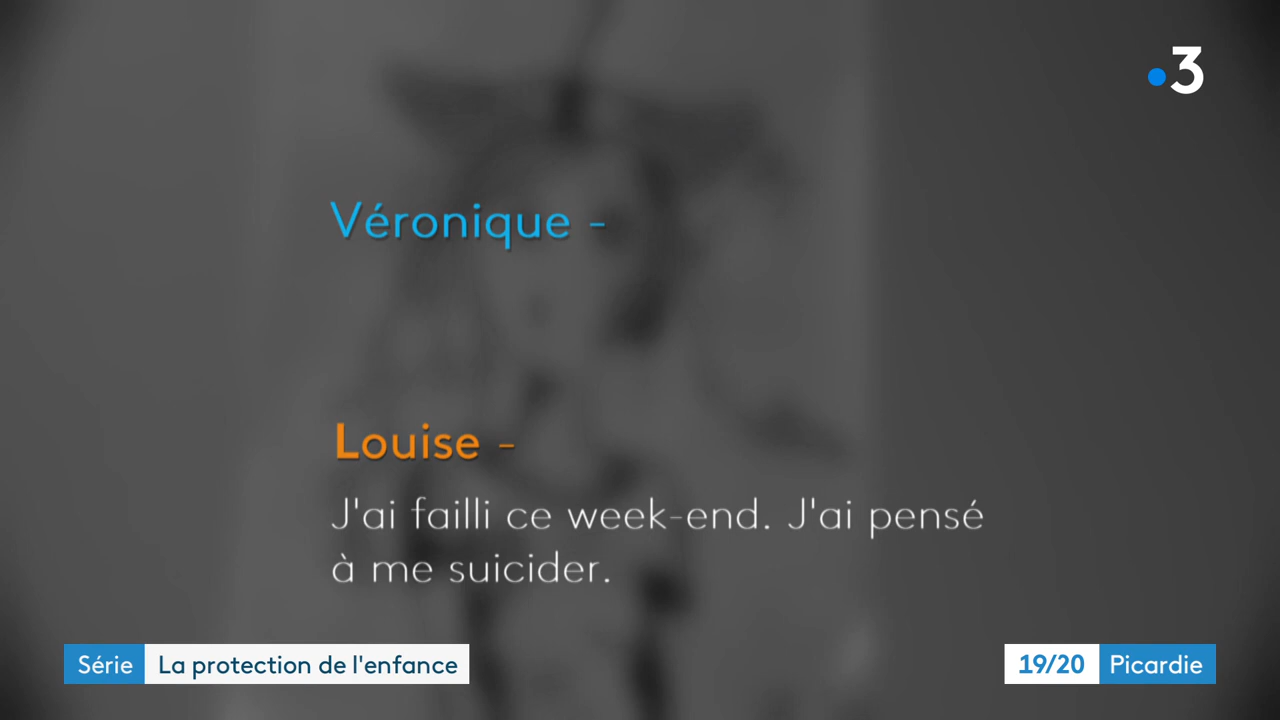 3
Véronique -
Louise -
J'ai failli ce week-end. J'ai pensé
à me suicider.
Série La protection de l'enfance
19/20 Picardie